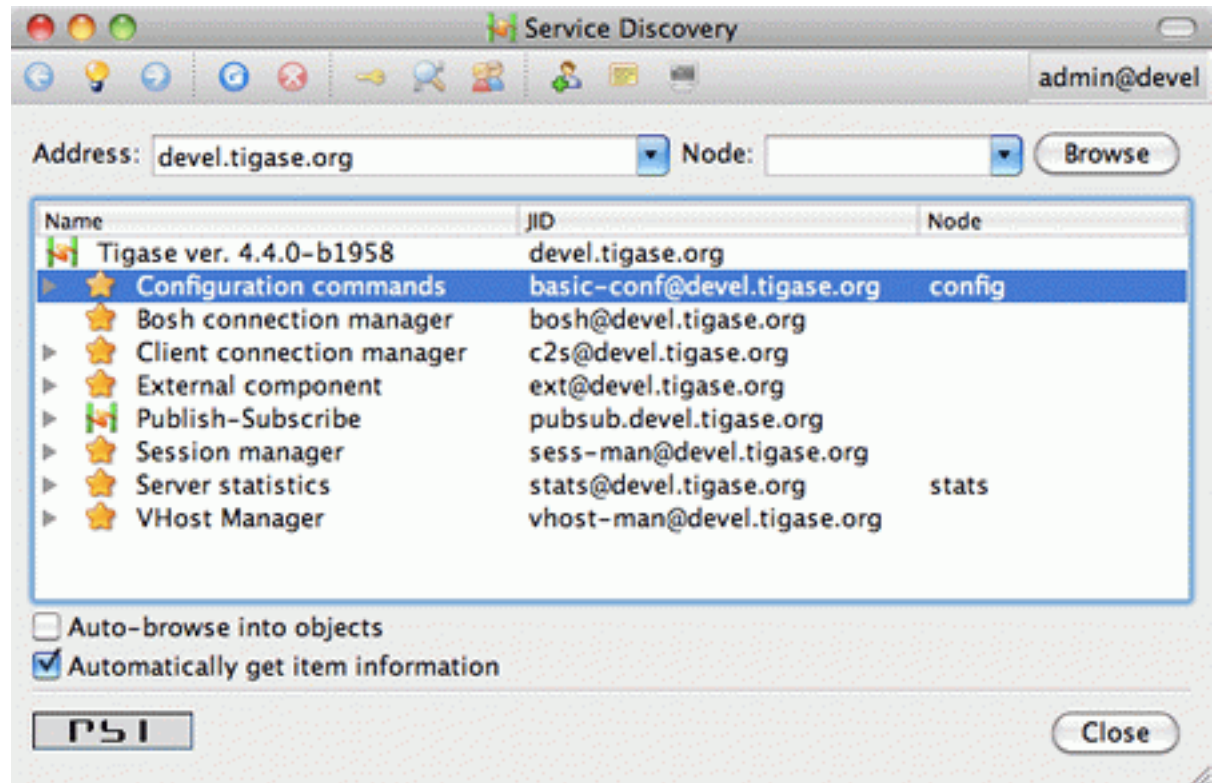 Service Discovery
admin@devel
Address: devel.tigase.org Node: Browse
Name JID Node
Tigase ver. 4.4.0-b1958 devel.tigase.org
Configuration commands basic-conf@devel.tigase.org config
Bosh connection manager bosh@devel.tigase.org
Client connection manager c2s@devel.tigase.org
External component ext@devel.tigase.org
Publish-Subscribe pubsub.devel.tigase.org
Session manager sess-man@devel.tigase.org
Server statistics stats@devel.tigase.org stats
VHost Manager vhost-man@devel.tigase.org
Auto-browse into objects
Automatically get item information
PSI Close